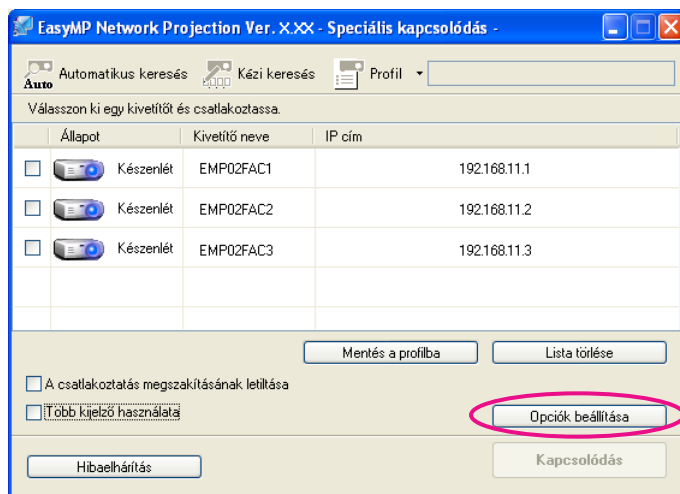 EasyMP Network Projection Ver. X.XX - Speciális kapcsolódás -
Auto Automatikus keresés Kézi keresés Profil
Válasszon ki egy kivetítőt és csatlakoztassa.
Állapot Kivetítő neve IP cím
Készenlét EMP02FAC1 192.168.11.1
Készenlét EMP02FAC2 192.168.11.2
Készenlét EMP02FAC3 192.168.11.3
Mentés a profilba Lista törlése
A csatlakoztatás megszakításának letiltása
Több kijelző használata
Opciók beállítása
Hibaelhárítás Kapcsolódás